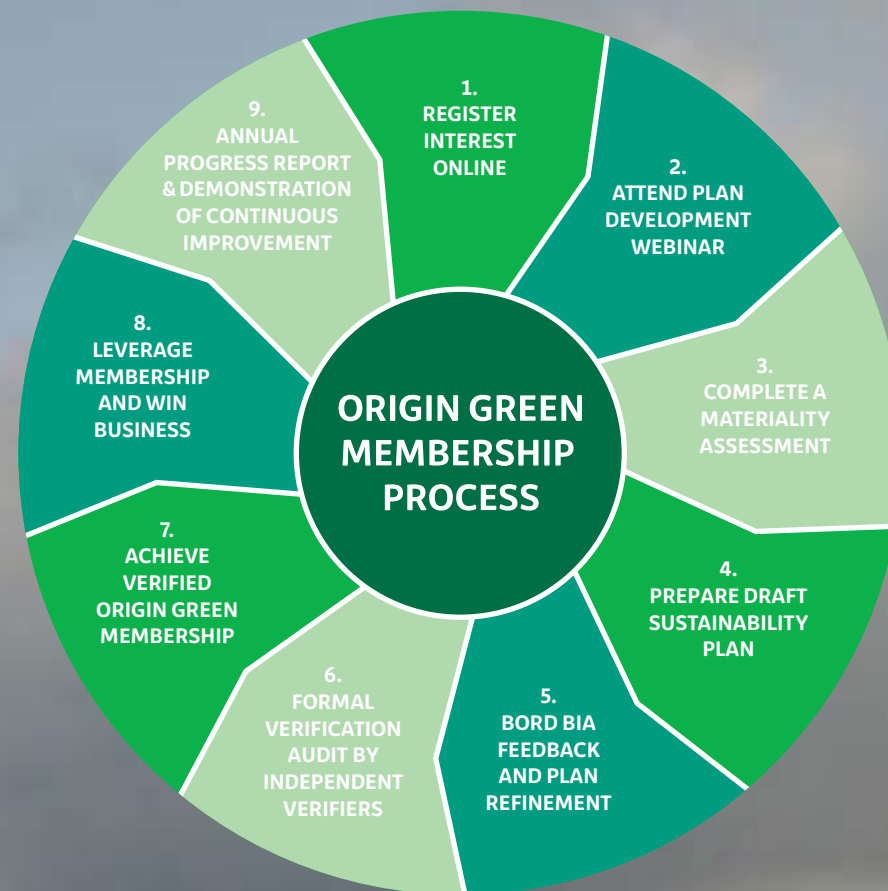 ORIGIN GREEN
MEMBERSHIP
PROCESS
1.
REGISTER
INTEREST
ONLINE
2.
ATTEND PLAN
DEVELOPMENT
WEBINAR
3.
COMPLETE A
MATERIALITY
ASSESSMENT
4.
PREPARE DRAFT
SUSTAINABILITY
PLAN
5.
BORD BIA
FEEDBACK
AND PLAN
REFINEMENT
6.
FORMAL
VERIFICATION
AUDIT BY
INDEPENDENT
VERIFIERS
7.
ACHIEVE
VERIFIED
ORIGIN GREEN
MEMBERSHIP
8.
LEVERAGE
MEMBERSHIP
AND WIN
BUSINESS
9.
ANNUAL
PROGRESS REPORT
& DEMONSTRATION
OF CONTINUOUS
IMPROVEMENT